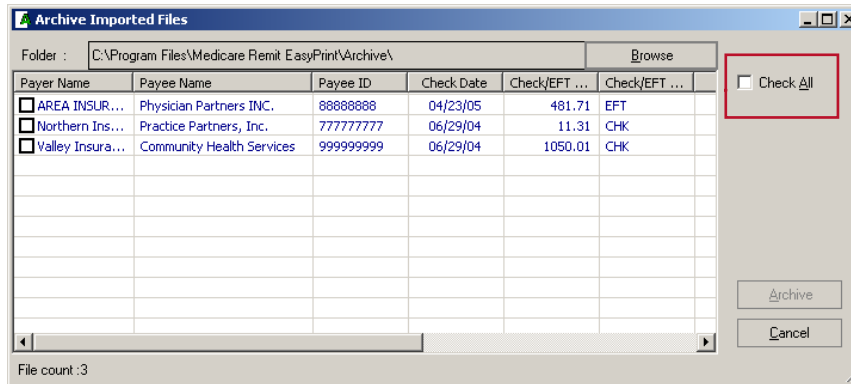 Archive Imported Files
Folder : C:\Program Files\Medicare Remit EasyPrint\Archive\ Browse
Payer Name Payee Name Payee ID Check Date Check/EFT ... Check/EFT ... Check All
AREA INSUR... Physician Partners INC. 88888888 04/23/05 481.71 EFT
Northern Ins... Practice Partners, Inc. 777777777 06/29/04 11.31 CHK
Valley Insura... Community Health Services 999999999 06/29/04 1050.01 CHK
Archive
Cancel
File count :3